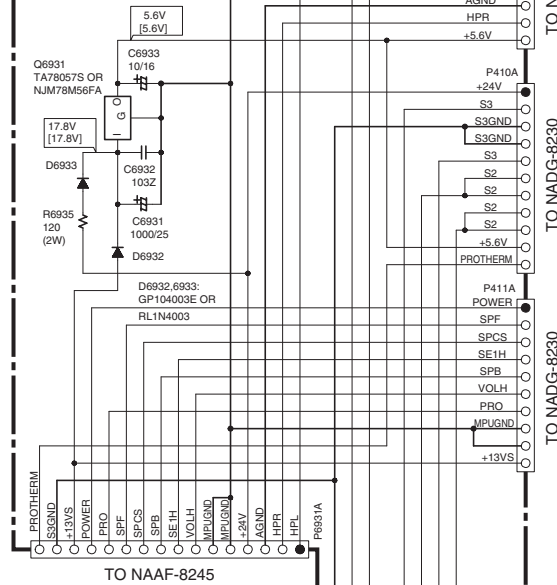 AGND
HPR
+5.6V
TO N
5.6V
[5.6V]
C6933
10/16
Q6931
TA78057S OR
NJM78M56FA
O
G
I
17.8V
[17.8V]
D6933
C6932
103Z
R6935
120
(2W)
C6931
1000/25
D6932
D6932,6933:
GP104003E OR
RL1N4003
P410A
+24V
S3
S3GND
S3GND
S3
S2
S2
S2
S2
+5.6V
PROTHERM
TO NADG-8230
P411A
POWER
SPF
SPCS
SE1H
SPB
VOLH
PRO
MPUGND
+13VS
TO NADG-8230
PROTHERM
S3GND
+13VS
POWER
PRO
SPF
SPCS
SPB
SE1H
VOLH
MPUGND
MPUGND
+24V
AGND
HPR
HPL
P6931A
TO NAAF-8245